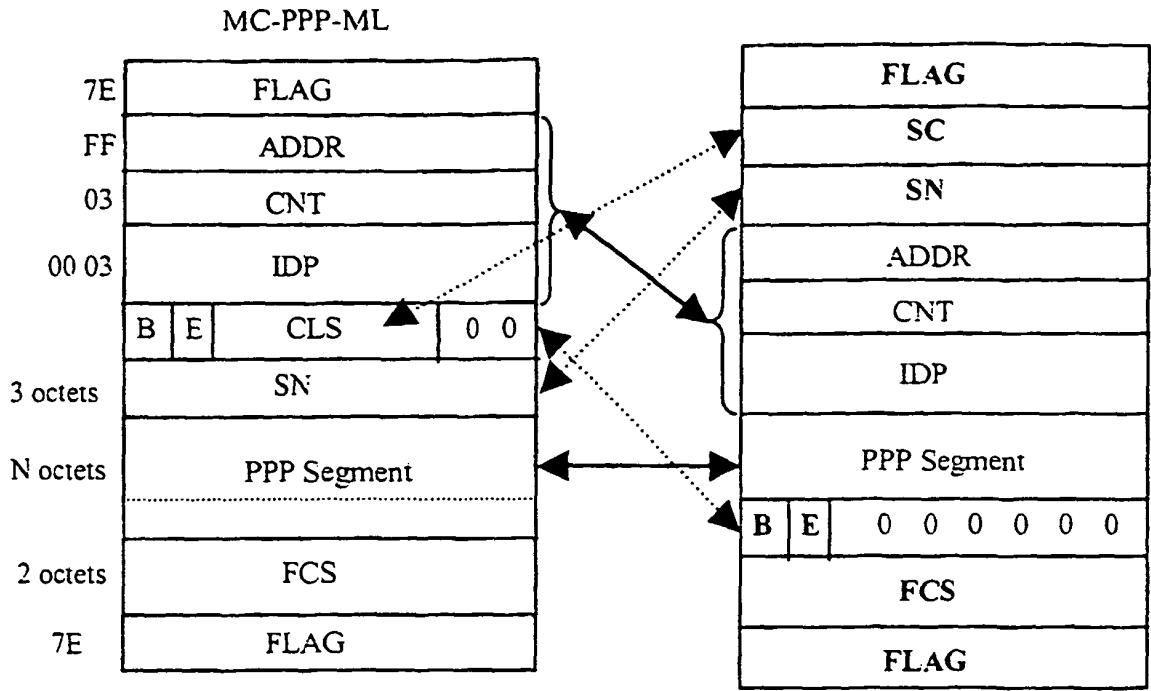 MC-PPP-ML
7E FLAG
FF ADDR
03 CNT
00 03 IDP
B E CLS 0 0
3 octets SN
N octets PPP Segment
2 octets FCS
7E FLAG
FLAG
SC
SN
ADDR
CNT
IDP
PPP Segment
B E 0 0 0 0 0 0
FCS
FLAG